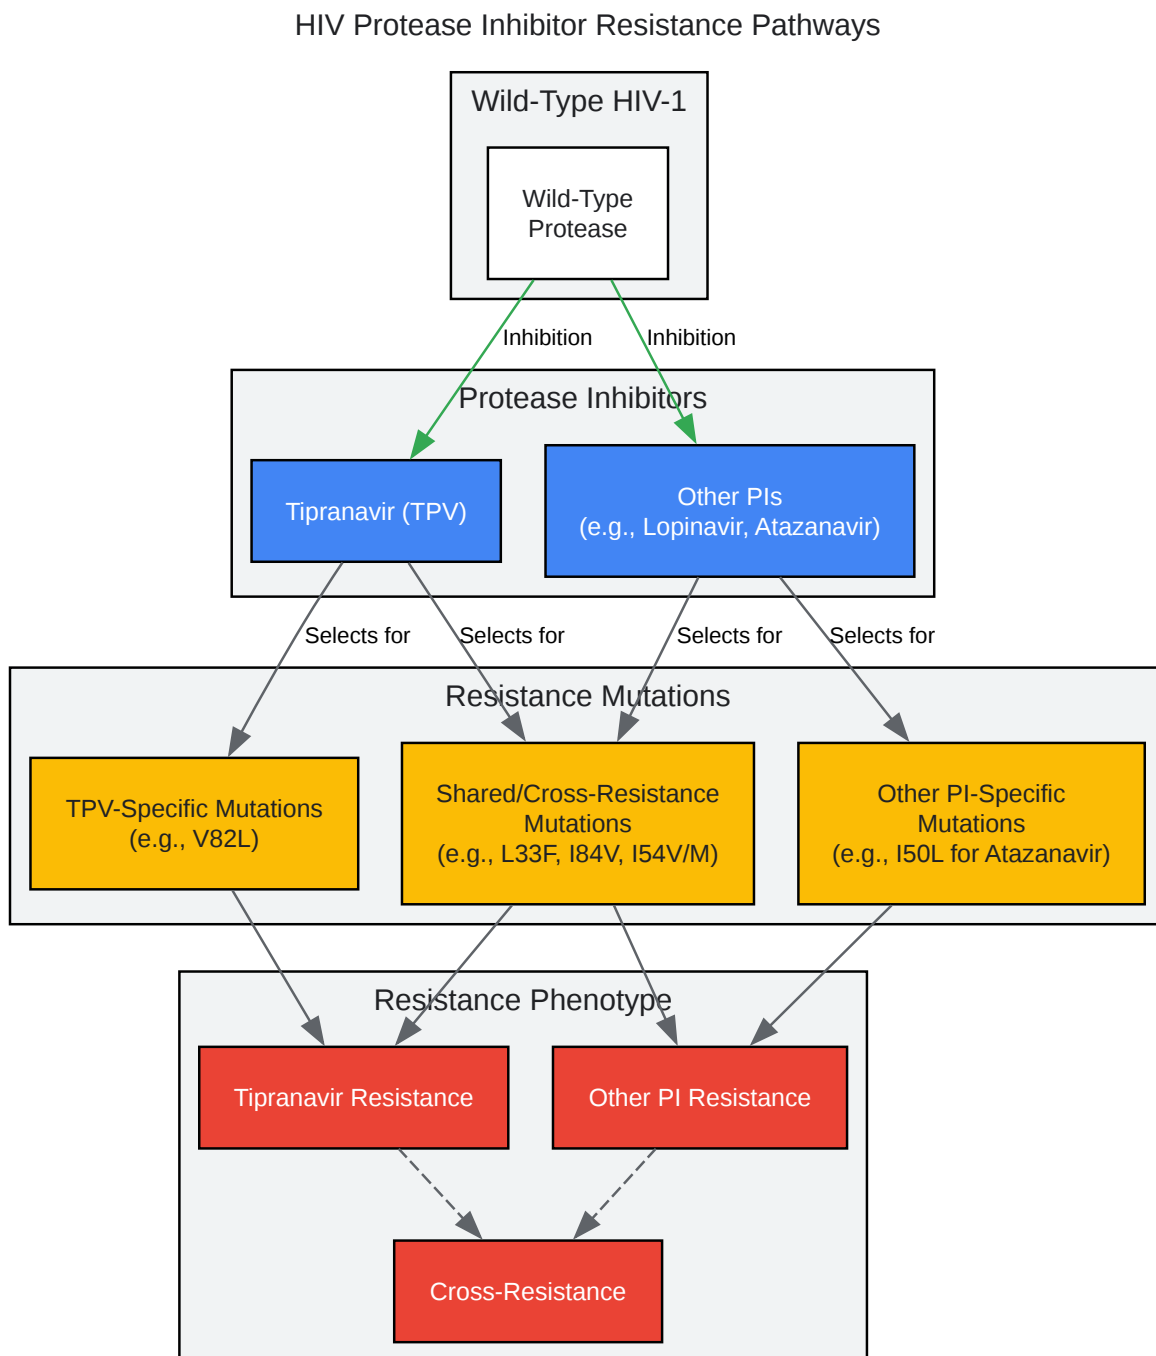 HIV Protease Inhibitor Resistance Pathways
Wild-Type HIV-1
Wild-Type
Protease
Inhibition
Inhibition
Protease Inhibitors
Tipranavir (TPV)
Other PIs
(e.g., Lopinavir, Atazanavir)
Selects for
Selects for
Selects for
Selects for
Resistance Mutations
TPV-Specific Mutations
(e.g., V82L)
Shared/Cross-Resistance
Mutations
(e.g., L33F, I84V, I54V/M)
Other PI-Specific
Mutations
(e.g., I50L for Atazanavir)
Resistance Phenotype
Tipranavir Resistance
Other PI Resistance
Cross-Resistance